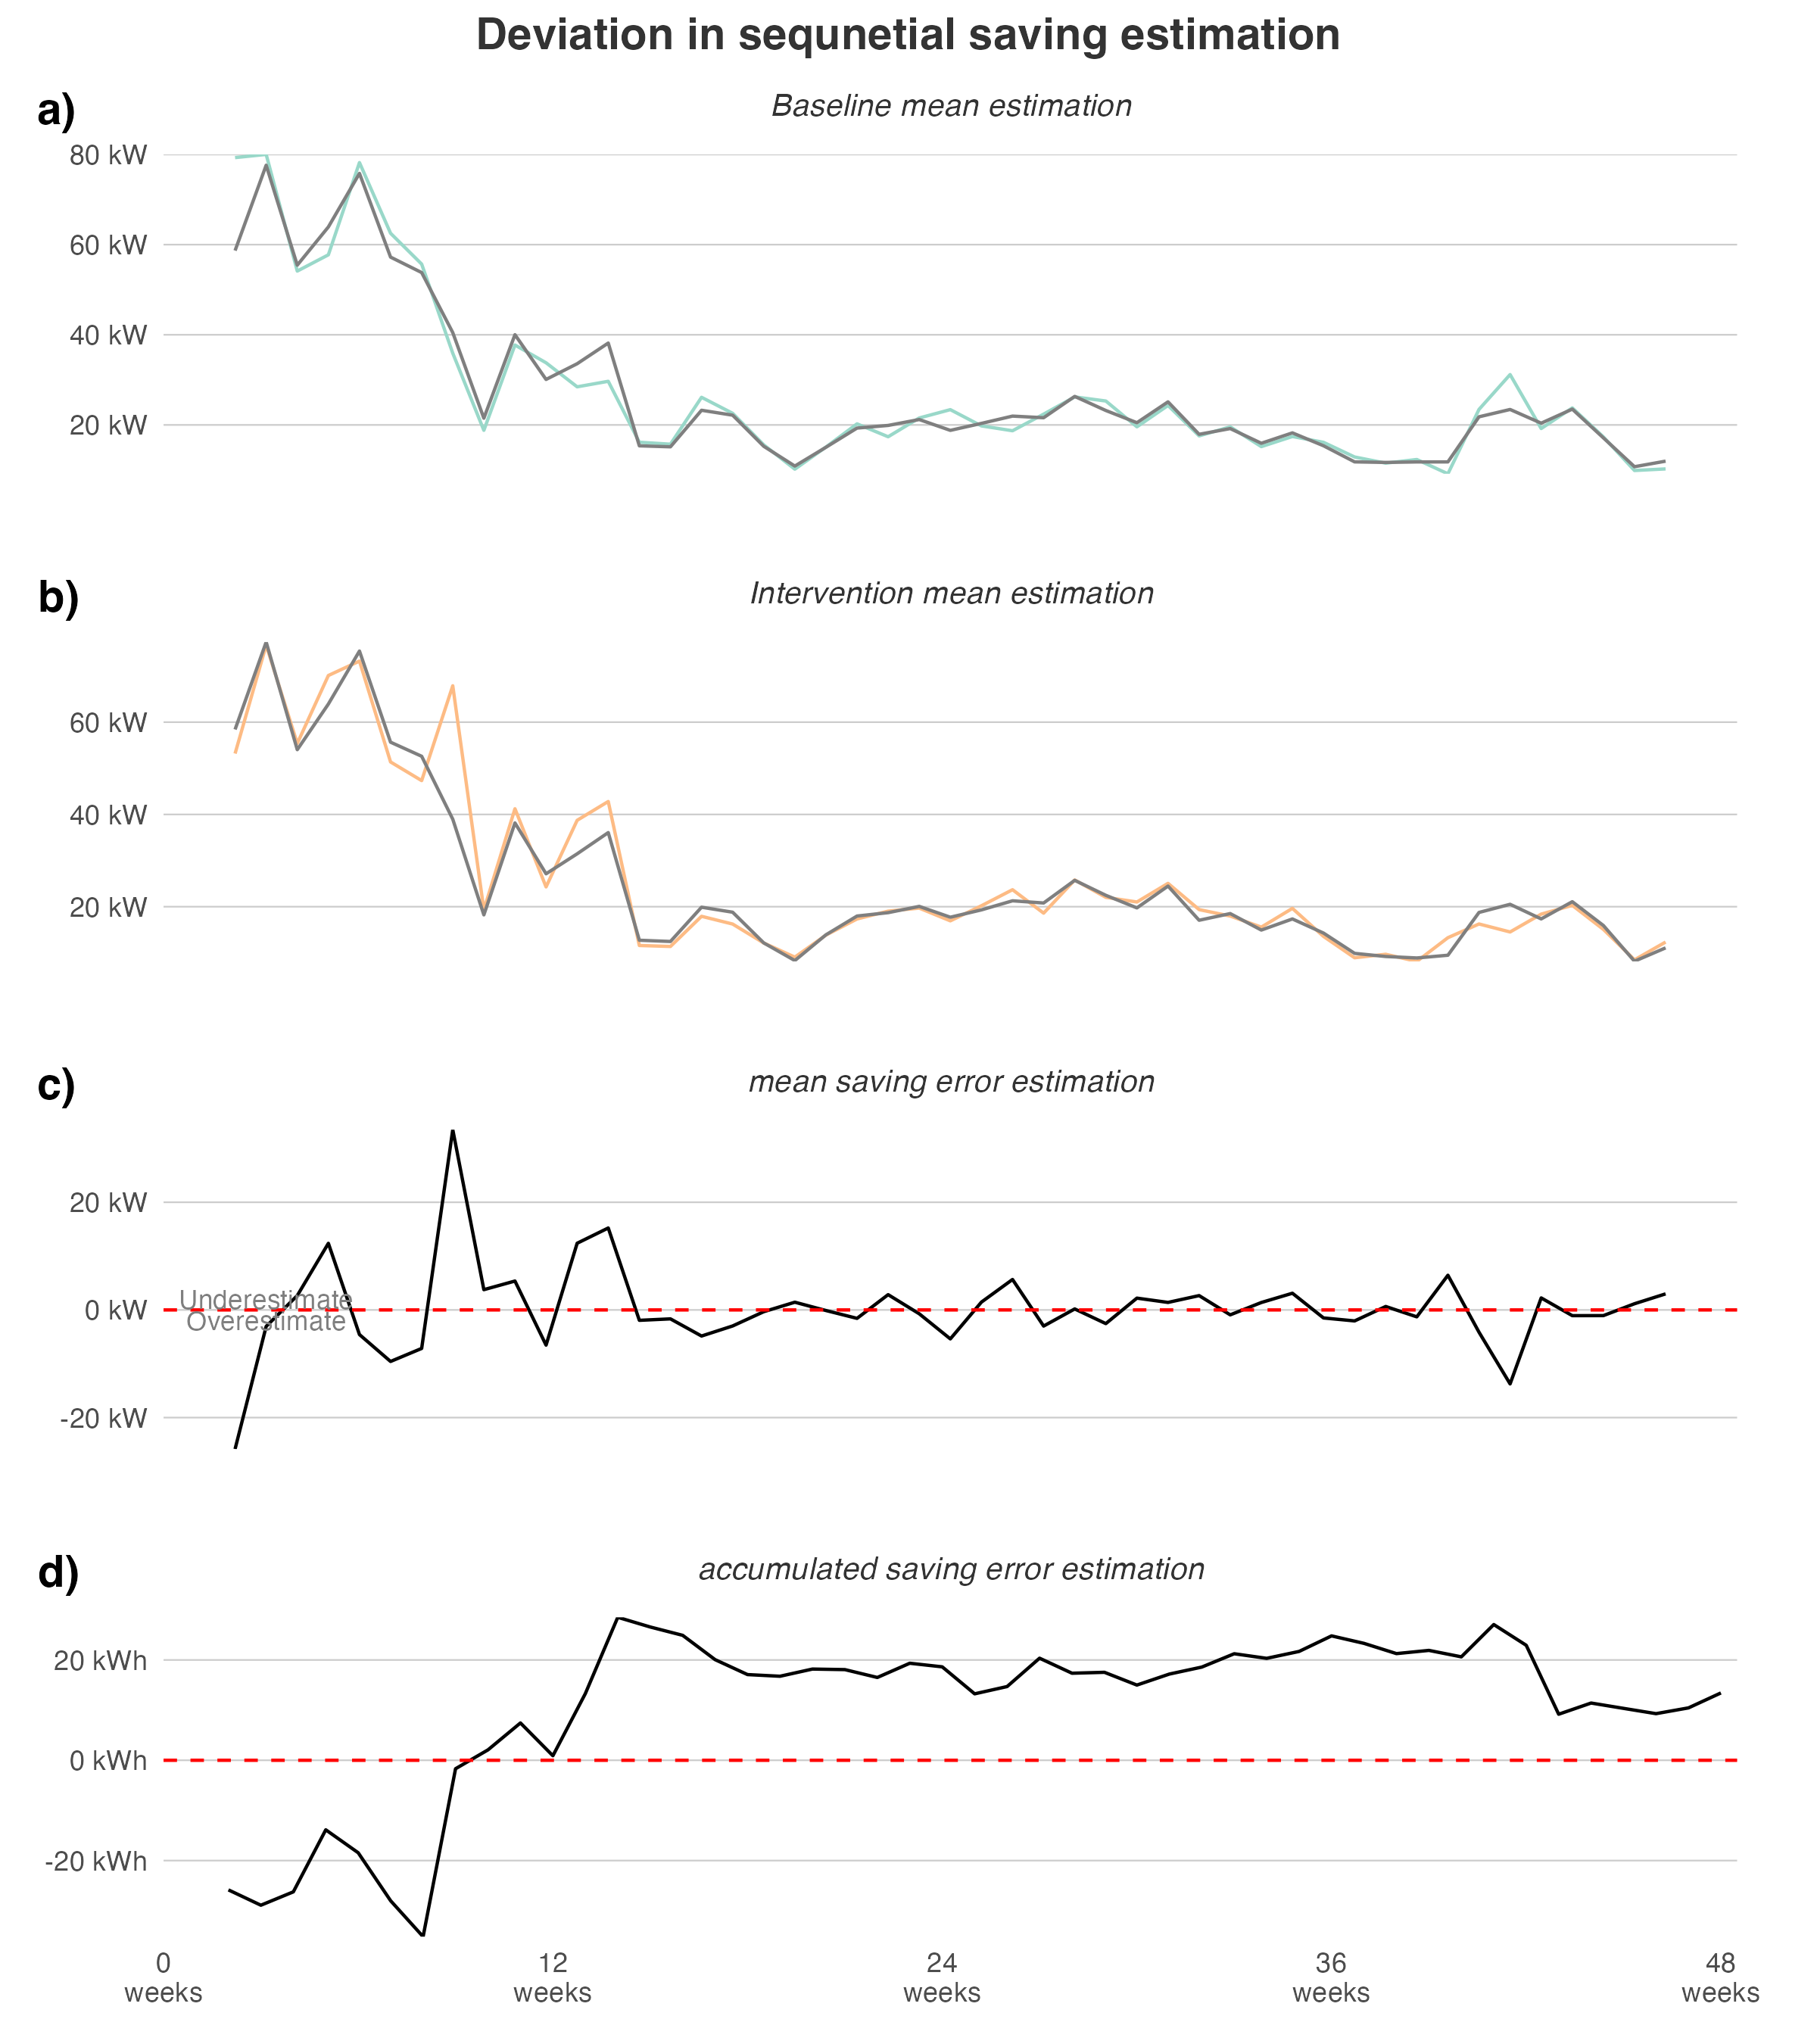 Deviation in sequnetial saving estimation
a)
Baseline mean estimation
80 kW
60 kW
40 kW
20 kW
b)
Intervention mean estimation
60 kW
40 kW
20 kW
c)
mean saving error estimation
20 kW
Underestimate
0 kW
Overestimate
-20 kW
d)
accumulated saving error estimation
20 kWh
0 kWh
-20 kWh
0 12 24 36 48
weeks weeks weeks weeks weeks